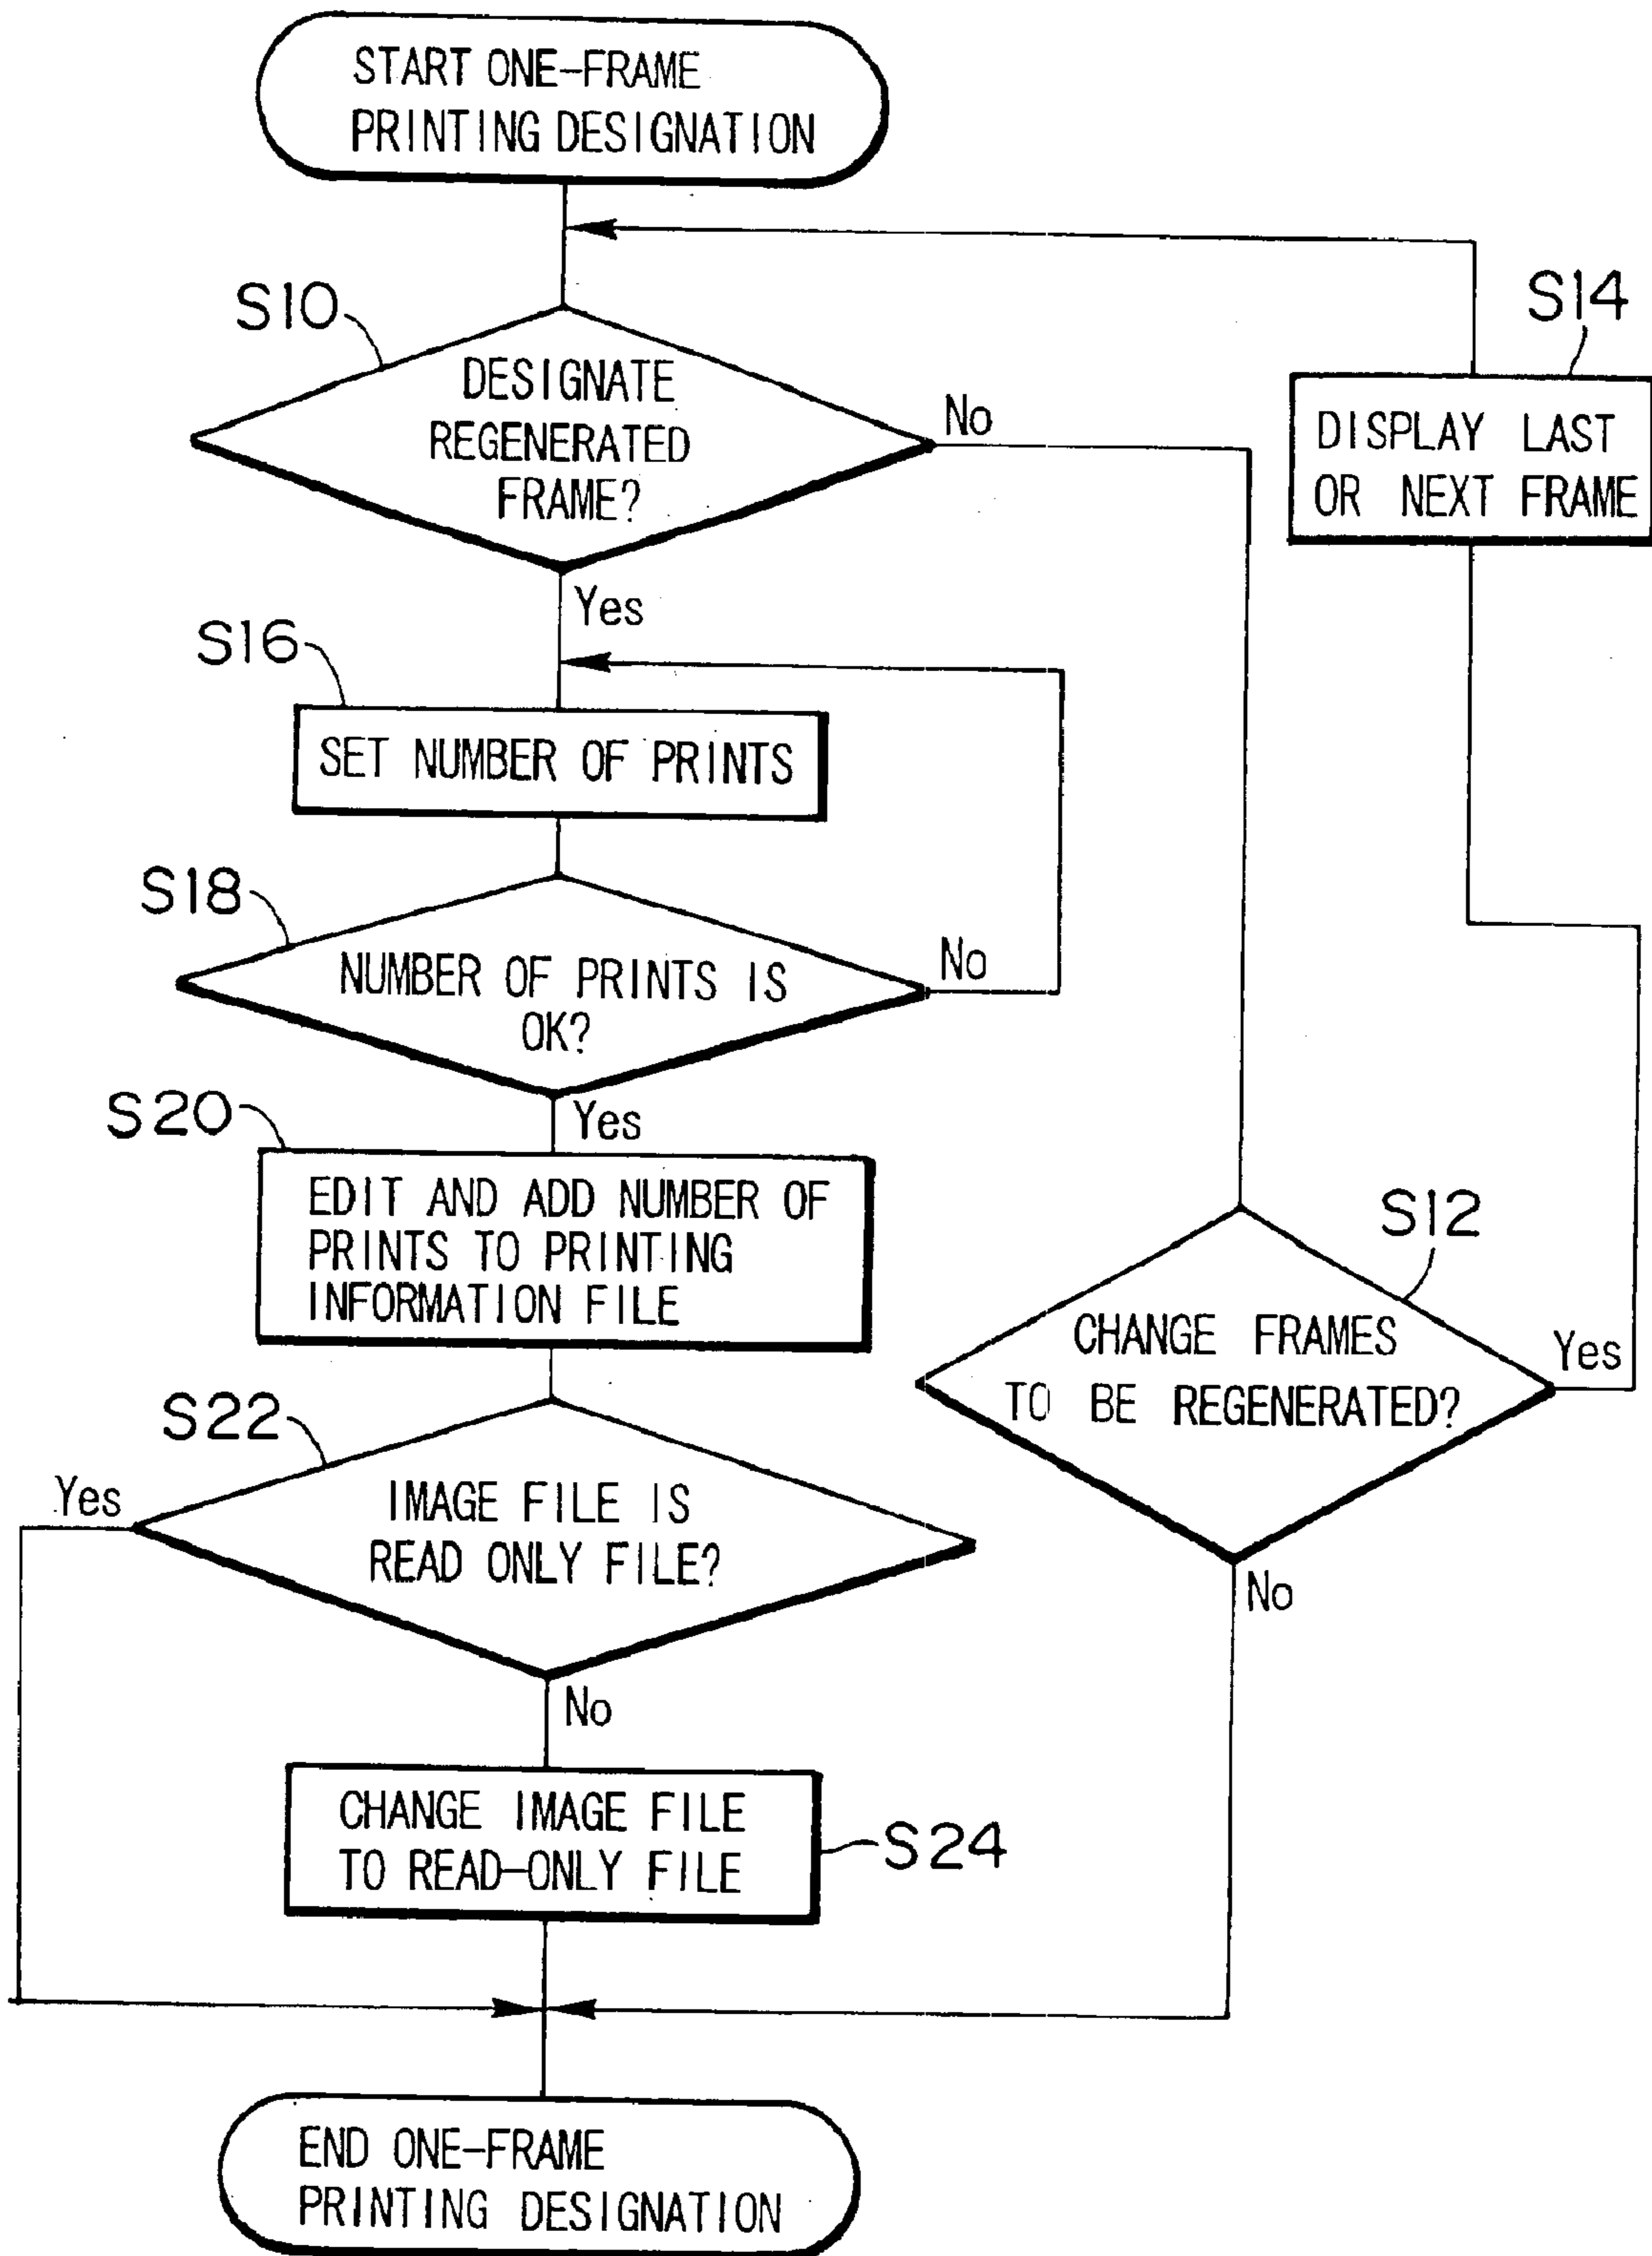 START ONE-FRAME
PRINTING DESIGNATION
S10
DESIGNATE
REGENERATED
FRAME?
No
S14
DISPLAY LAST
OR NEXT FRAME
Yes
S16
SET NUMBER OF PRINTS
S18
NUMBER OF PRINTS IS
OK?
No
Yes
S20
EDIT AND ADD NUMBER OF
PRINTS TO PRINTING
INFORMATION FILE
S12
CHANGE FRAMES
TO BE REGENERATED?
Yes
No
S22
Yes
IMAGE FILE IS
READ ONLY FILE?
No
CHANGE IMAGE FILE
TO READ-ONLY FILE
S24
END ONE-FRAME
PRINTING DESIGNATION